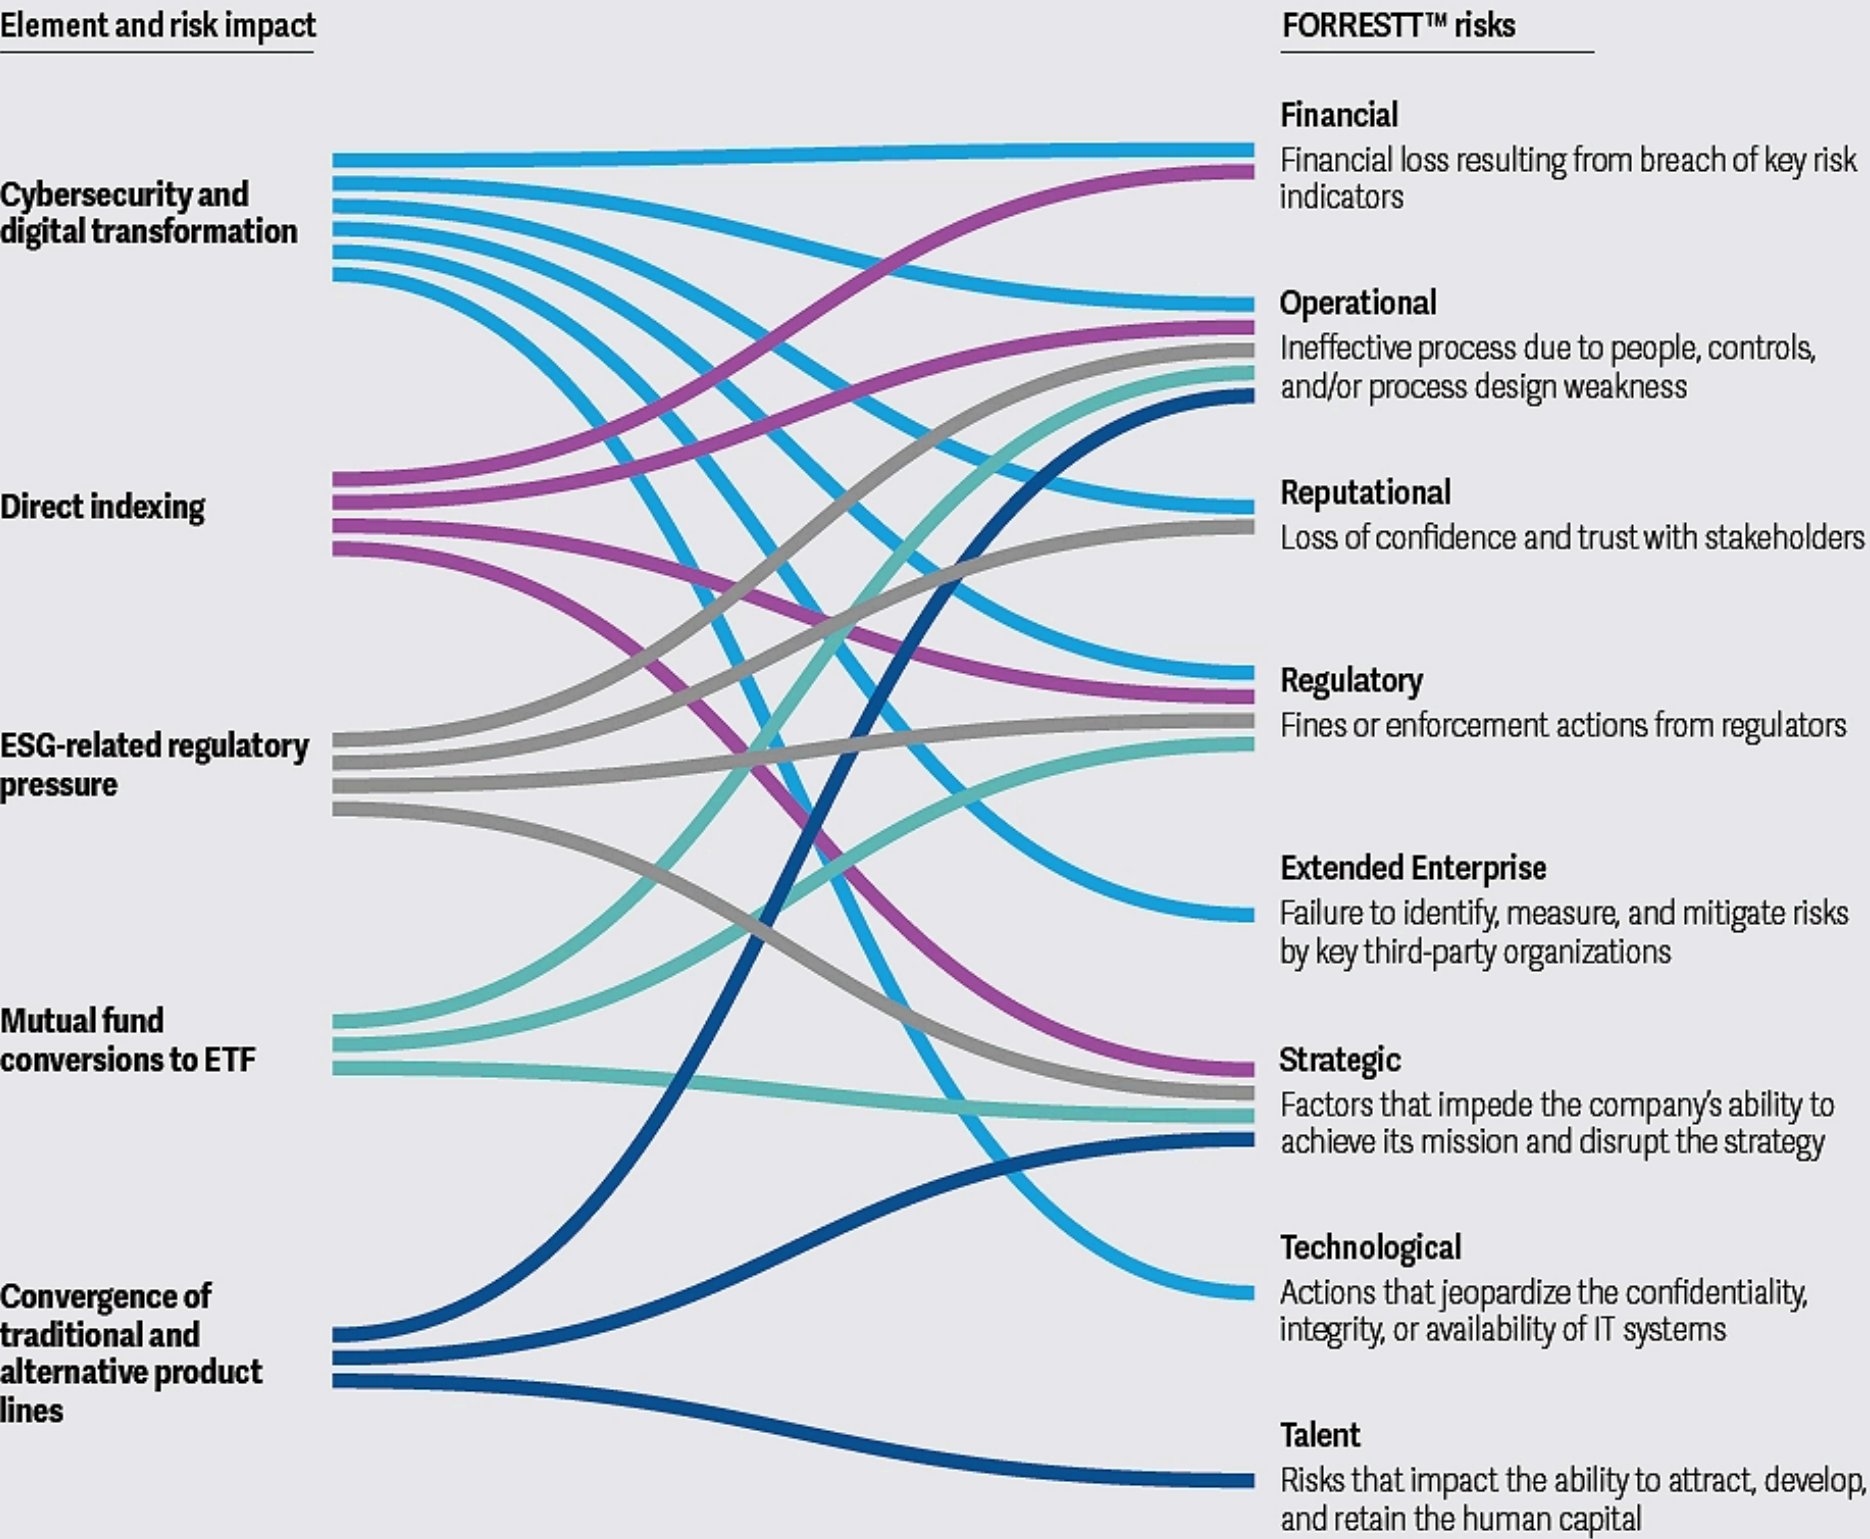 Element and risk impact
FORRESTT™ risks
Cybersecurity and
digital transformation
Direct indexing
ESG-related regulatory
pressure
Mutual fund
conversions to ETF
Convergence of
traditional and
alternative product
lines
Financial
Financial loss resulting from breach of key risk
indicators
Operational
Ineffective process due to people, controls,
and/or process design weakness
Reputational
Loss of confidence and trust with stakeholders
Regulatory
Fines or enforcement actions from regulators
Extended Enterprise
Failure to identify, measure, and mitigate risks
by key third-party organizations
Strategic
Factors that impede the company's ability to
achieve its mission and disrupt the strategy
Technological
Actions that jeopardize the confidentiality,
integrity, or availability of IT systems
Talent
Risks that impact the ability to attract, develop,
and retain the human capital